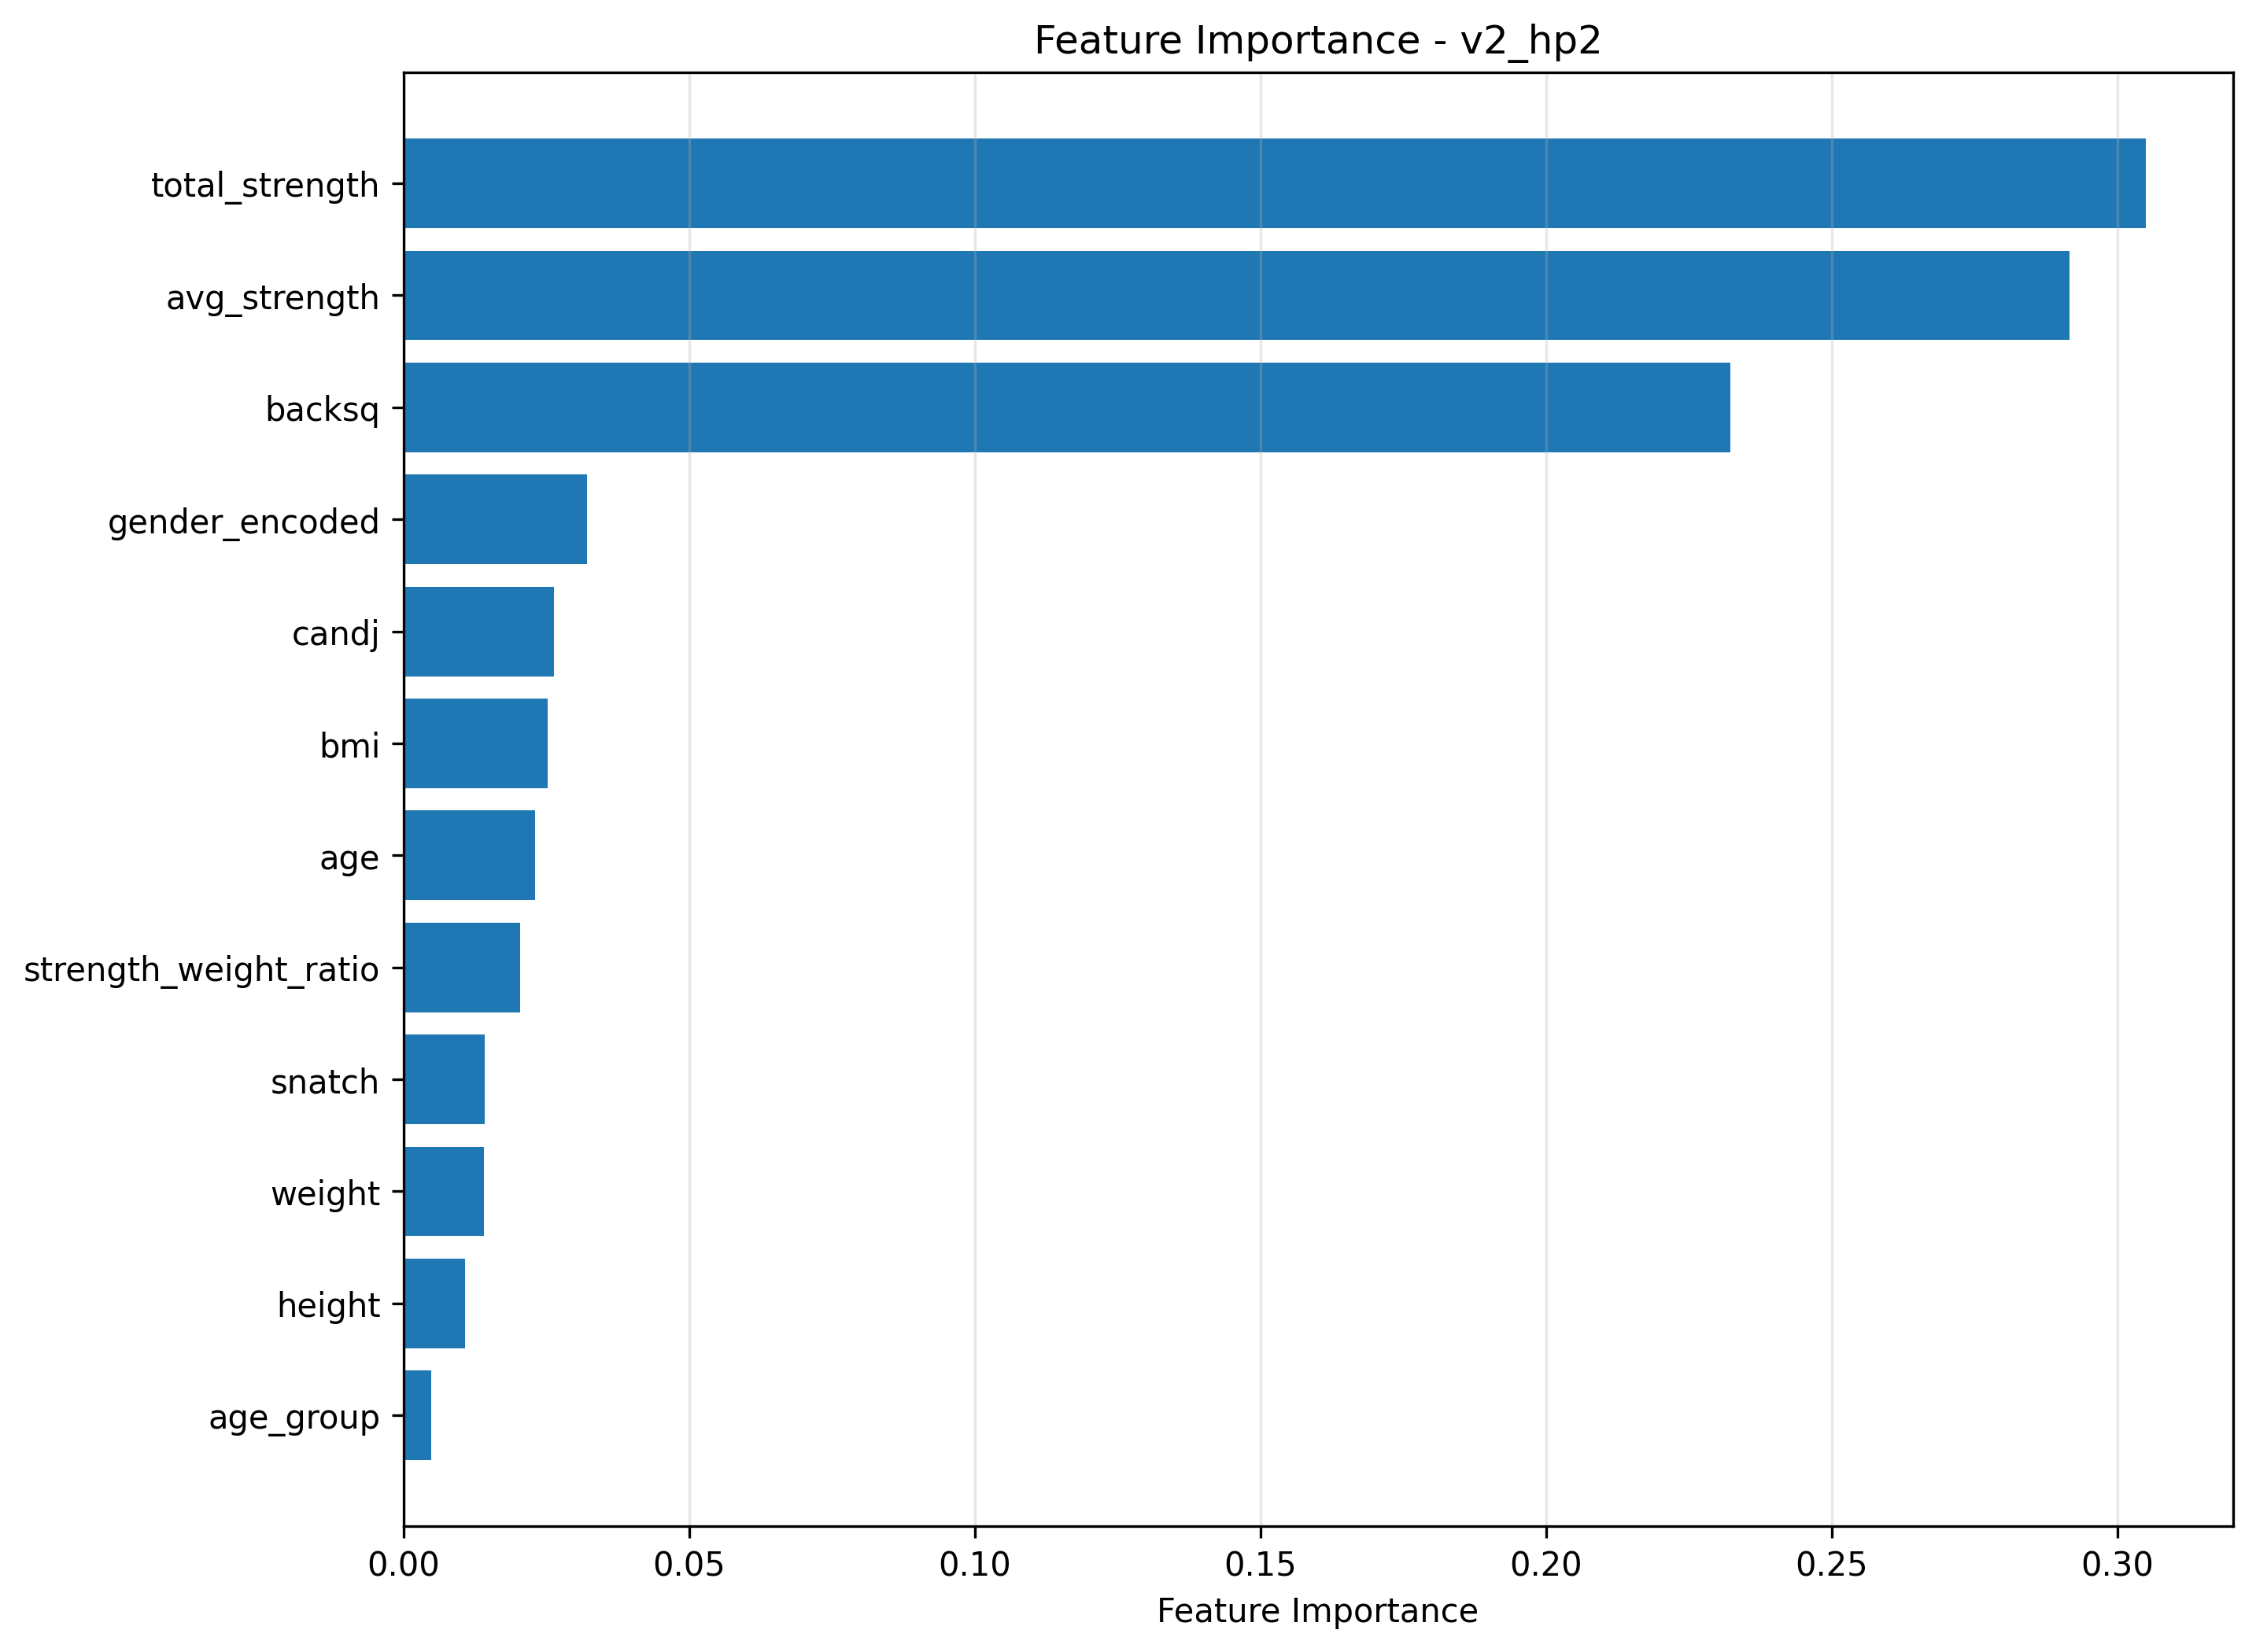 Feature Importance - v2_hp2
total_strength
avg_strength
backsq
gender_encoded
candj
bmi
age
strength_weight_ratio
snatch
weight
height
age_group
0.00 0.05 0.10 0.15 0.20 0.25 0.30
Feature Importance